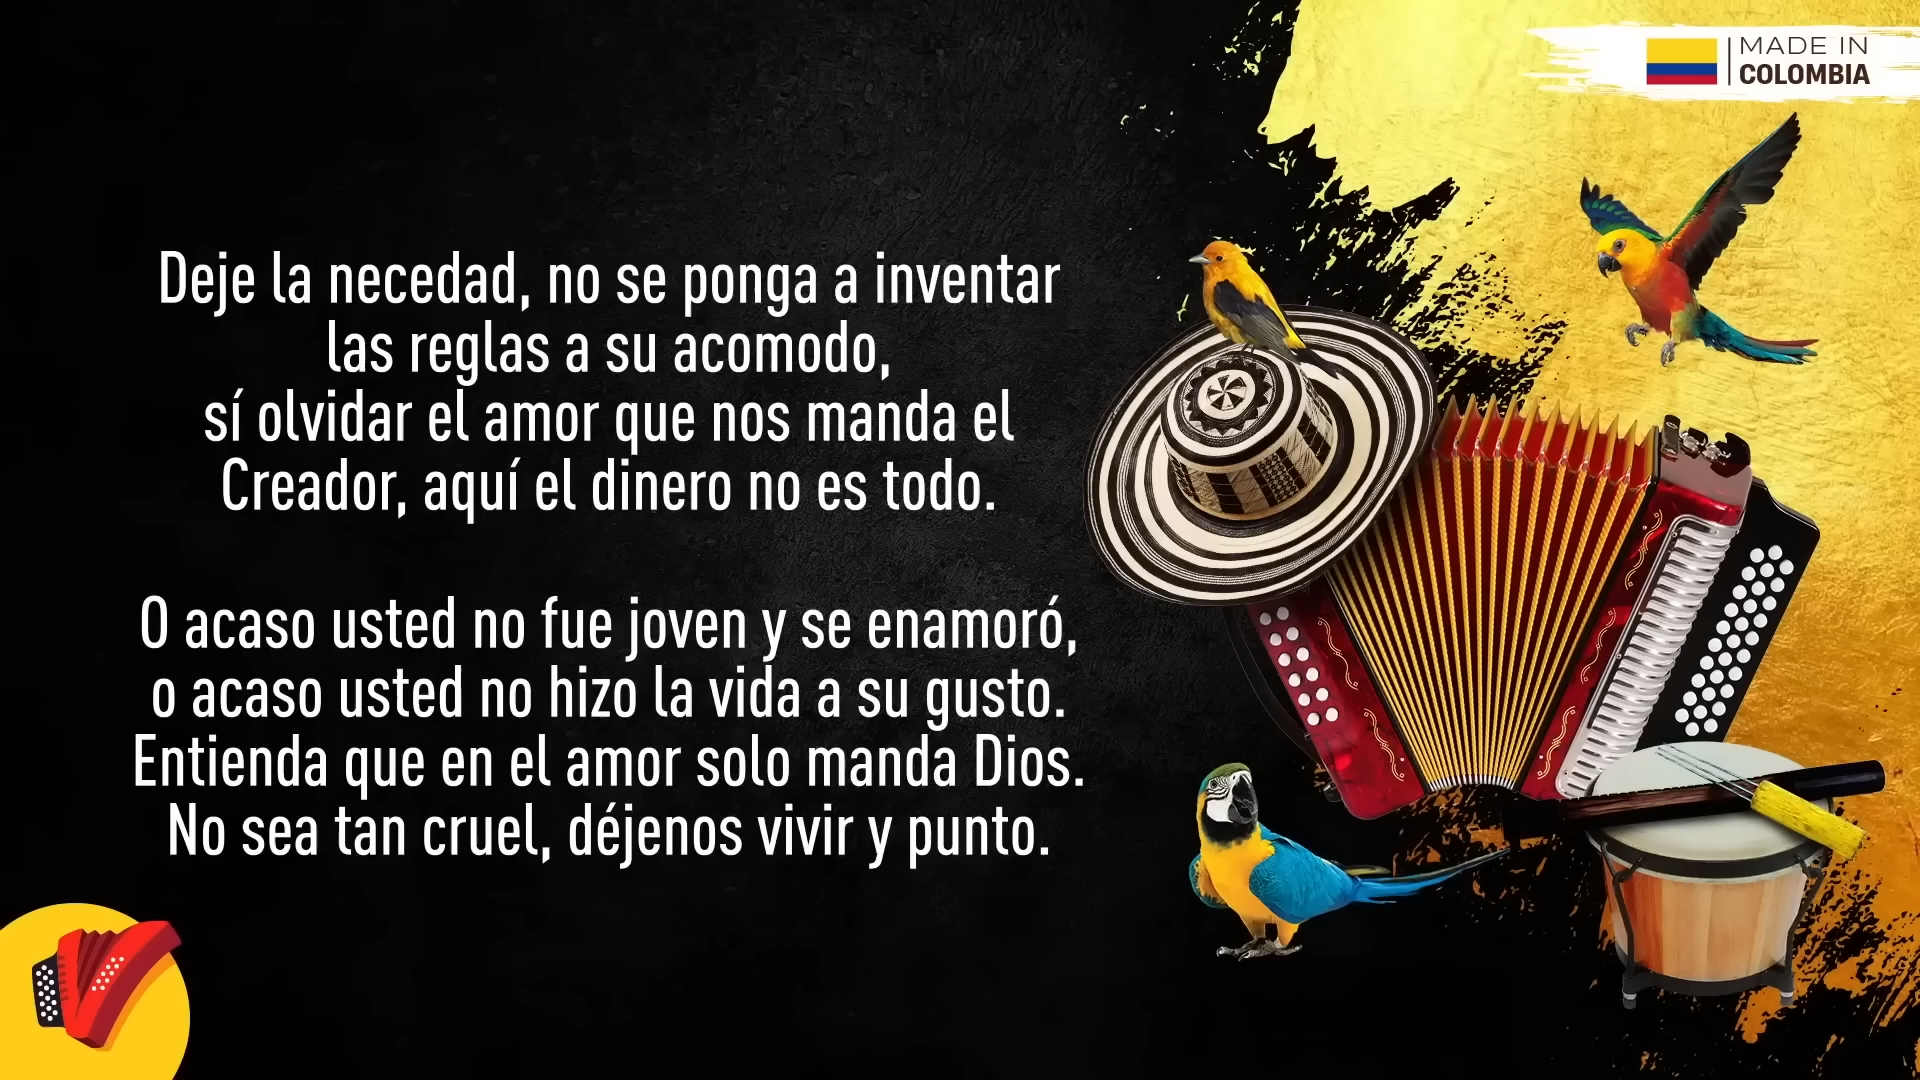 MADE IN
COLOMBIA
Deje la necedad, no se ponga a inventar
las reglas a su acomodo,
sí olvidar el amor que nos manda el
Creador, aquí el dinero no es todo.
O acaso usted no fue joven y se enamoró,
o acaso usted no hizo la vida a su gusto.
Entienda que en el amor solo manda Dios.
No sea tan cruel, déjenos vivir y punto.